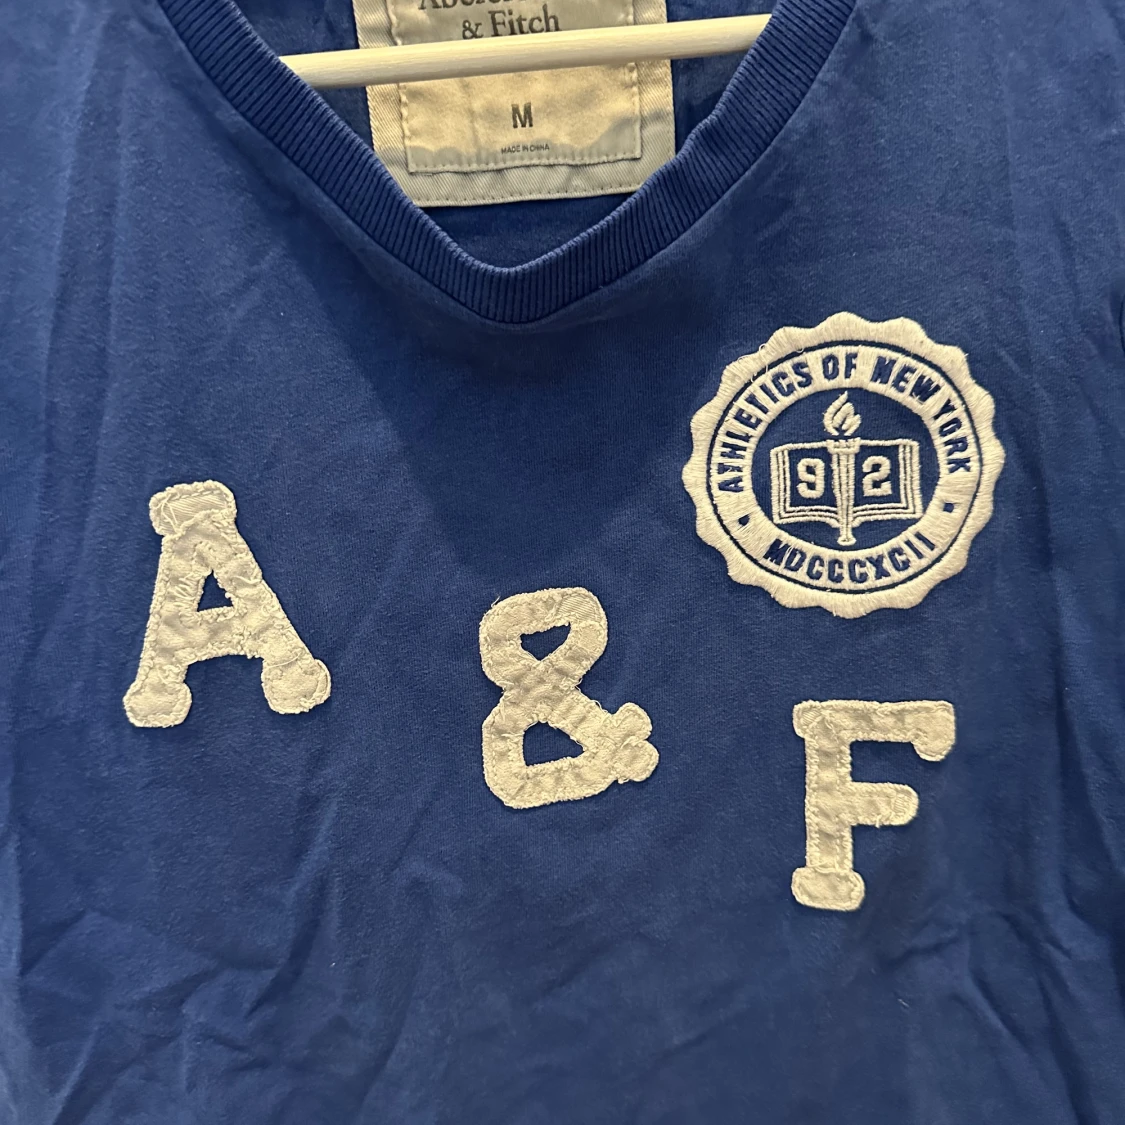 & Fitch
M
MADE IN CHINA
ATHLETICS OF NEW YORK
92
MDCCCXCII
A & F